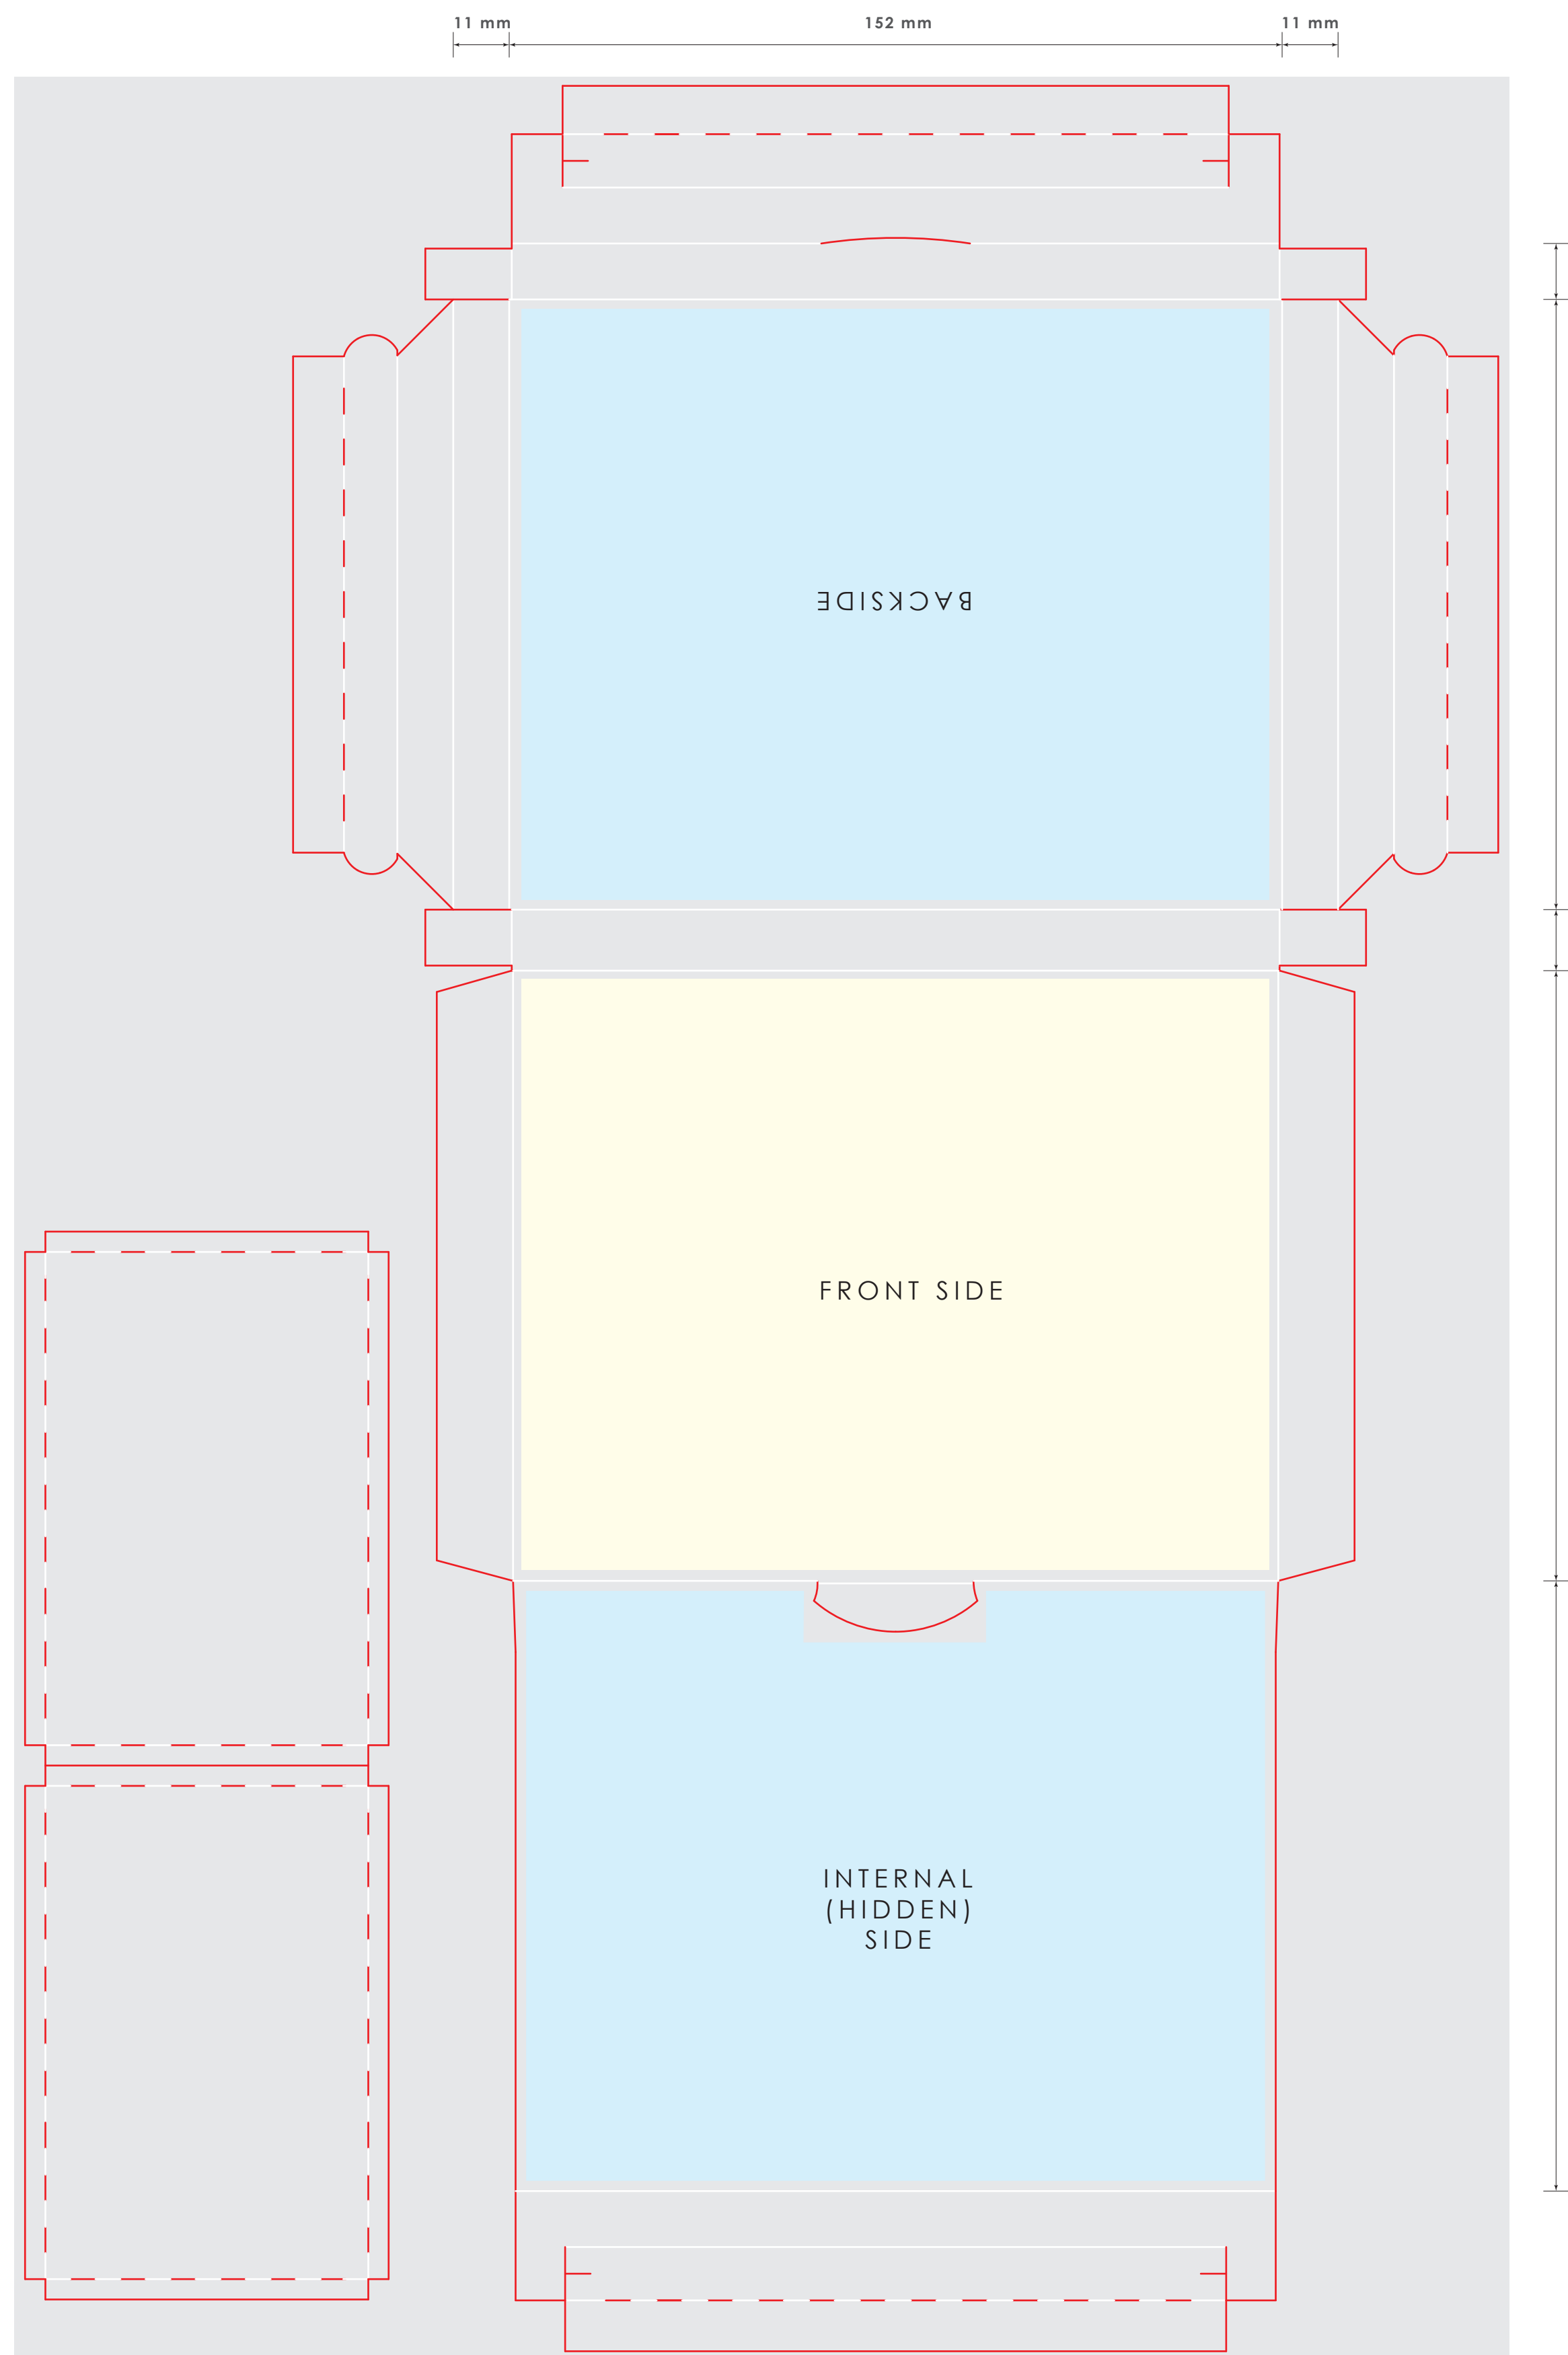 11 mm
152 mm
11 mm
BACKSIDE
FRONT SIDE
INTERNAL
(HIDDEN)
SIDE